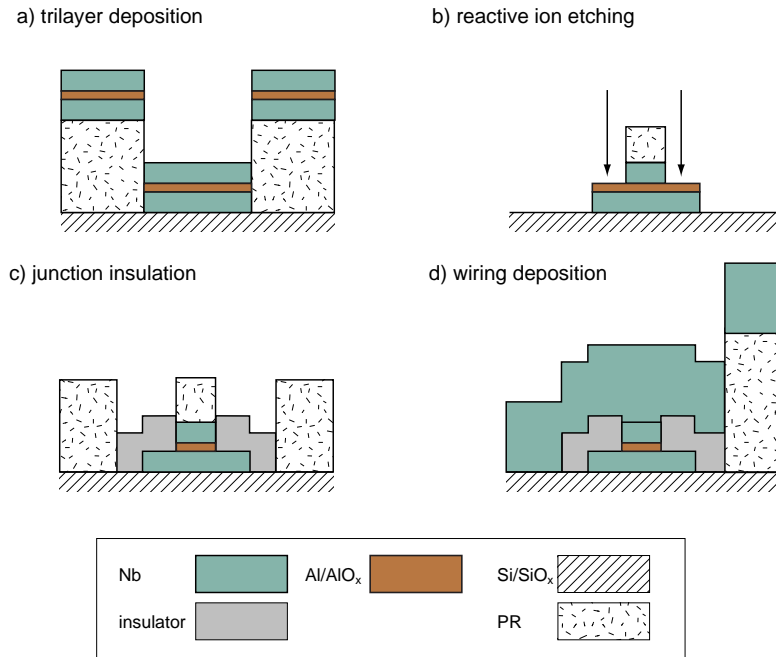 a) trilayer deposition
b) reactive ion etching
c) junction insulation
d) wiring deposition
Nb
Al/AlOₓ
Si/SiOₓ
insulator
PR